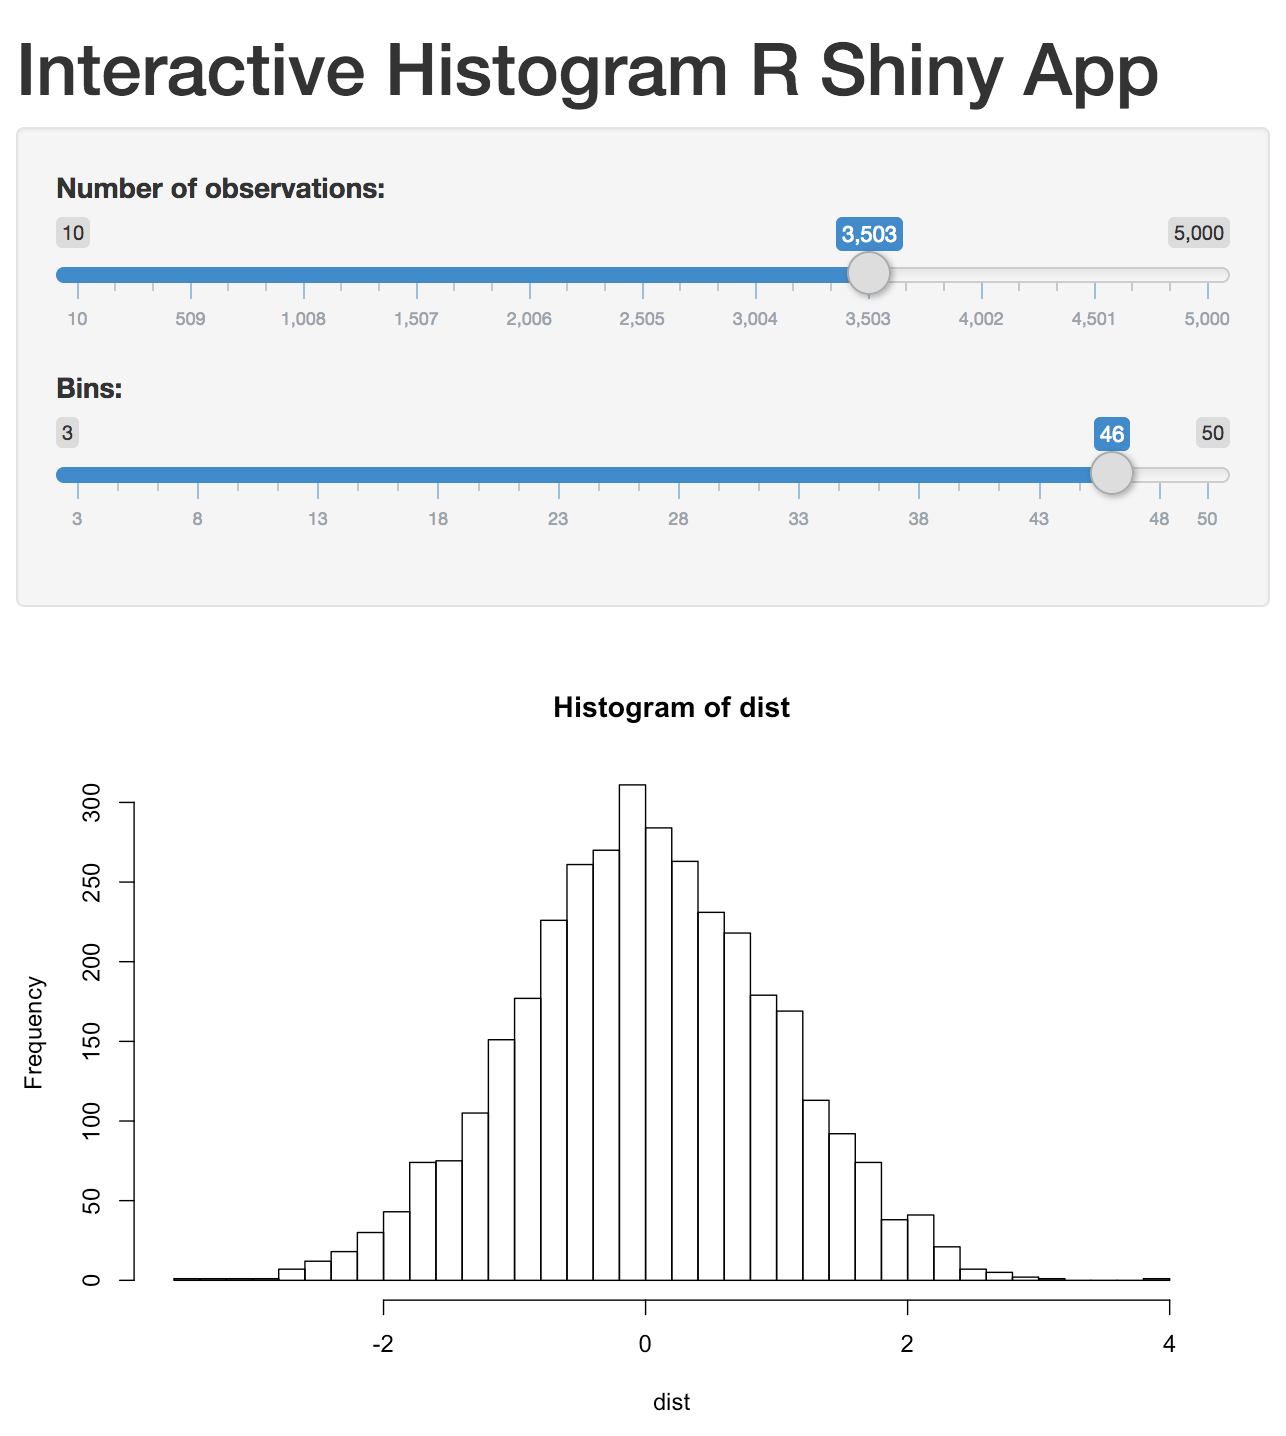 Interactive Histogram R Shiny App
Number of observations:
10 3,503 5,000
10 509 1,008 1,507 2,006 2,505 3,004 3,503 4,002 4,501 5,000
Bins:
3 46 50
3 8 13 18 23 28 33 38 43 48 50
Histogram of dist
300
250
200
150
100
50
0
Frequency
-2 0 2 4
dist